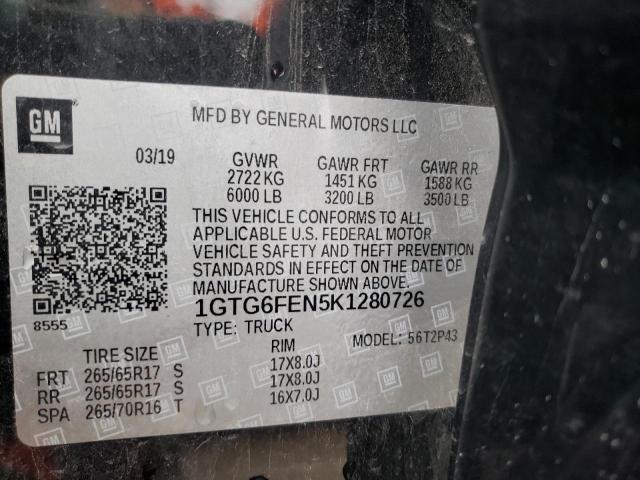 GM
MFD BY GENERAL MOTORS LLC
03/19 GVWR GAWR FRT GAWR RR
2722 KG 1451 KG 1588 KG
6000 LB 3200 LB 3500 LB
THIS VEHICLE CONFORMS TO ALL
APPLICABLE U.S. FEDERAL MOTOR
VEHICLE SAFETY AND THEFT PREVENTION
STANDARDS IN EFFECT ON THE DATE OF
MANUFACTURE SHOWN ABOVE.
8555 1GTG6FEN5K1280726
TYPE: TRUCK MODEL: 56T2P43
TIRE SIZE RIM
FRT 265/65R17 S 17X8.0J
RR 265/65R17 S 17X8.0J
SPA 265/70R16 T 16X7.0J